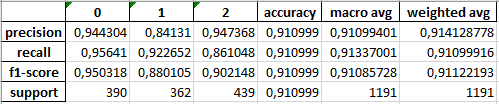 0 1 2 accuracy macro avg weighted avg
precision 0,944304 0,84131 0,947368 0,910999 0,91099401 0,914128778
recall 0,95641 0,922652 0,861048 0,910999 0,91337001 0,91099916
f1-score 0,950318 0,880105 0,902148 0,910999 0,91085728 0,91122193
support 390 362 439 0,910999 1191 1191